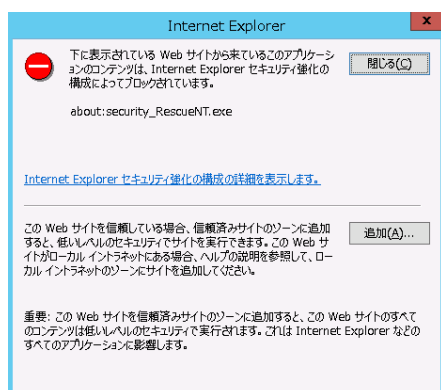 Internet Explorer
x
下に表示されている Web サイトから来ているこのアプリケーシ
ョンのコンテンツは、Internet Explorer セキュリティ強化の
構成によってブロックされています。
閉じる(C)
about:security_RescueNT.exe
Internet Explorer セキュリティ強化の構成の詳細を表示します。
この Web サイトを信頼している場合、信頼済みサイトのゾーンに追加
すると、低いレベルのセキュリティでサイトを実行できます。この Web サ
イトがローカル イントラネットにある場合、ヘルプの説明を参照して、ロー
カル イントラネットのゾーンにサイトを追加してください。
追加(A)...
重要: この Web サイトを信頼済みサイトのゾーンに追加すると、この Web サイトのすべて
のコンテンツは低いレベルのセキュリティで実行されます。これは Internet Explorer などの
すべてのアプリケーションに影響します。